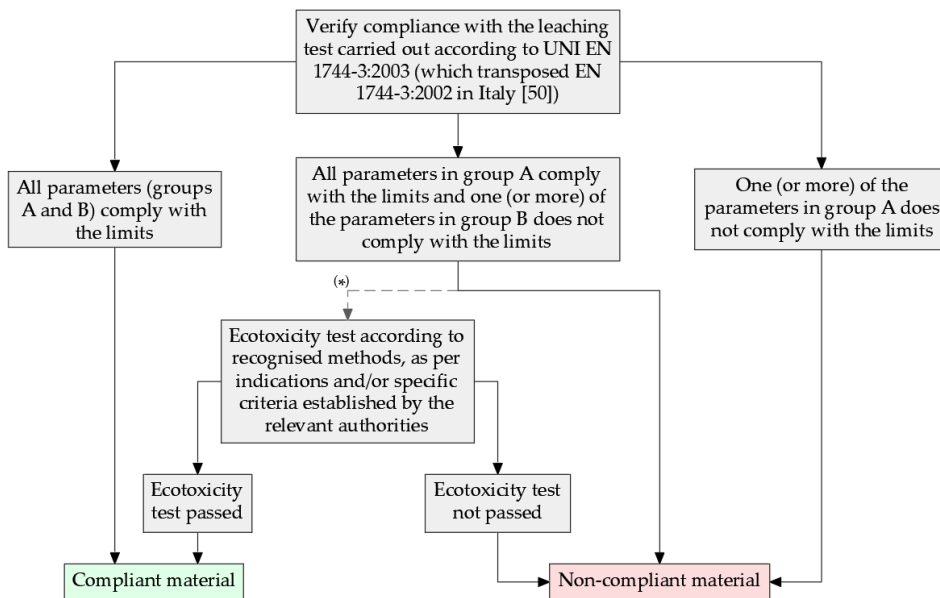 Verify compliance with the leaching
test carried out according to UNI EN
1744-3:2003 (which transposed EN
1744-3:2002 in Italy [50])
All parameters (groups
A and B) comply with
the limits
All parameters in group A comply
with the limits and one (or more) of
the parameters in group B does not
comply with the limits
One (or more) of the
parameters in group A does
not comply with the limits
(*)
Ecotoxicity test according to
recognised methods, as per
indications and/or specific
criteria established by the
relevant authorities
Ecotoxicity
test passed
Ecotoxicity test
not passed
Compliant material
Non-compliant material